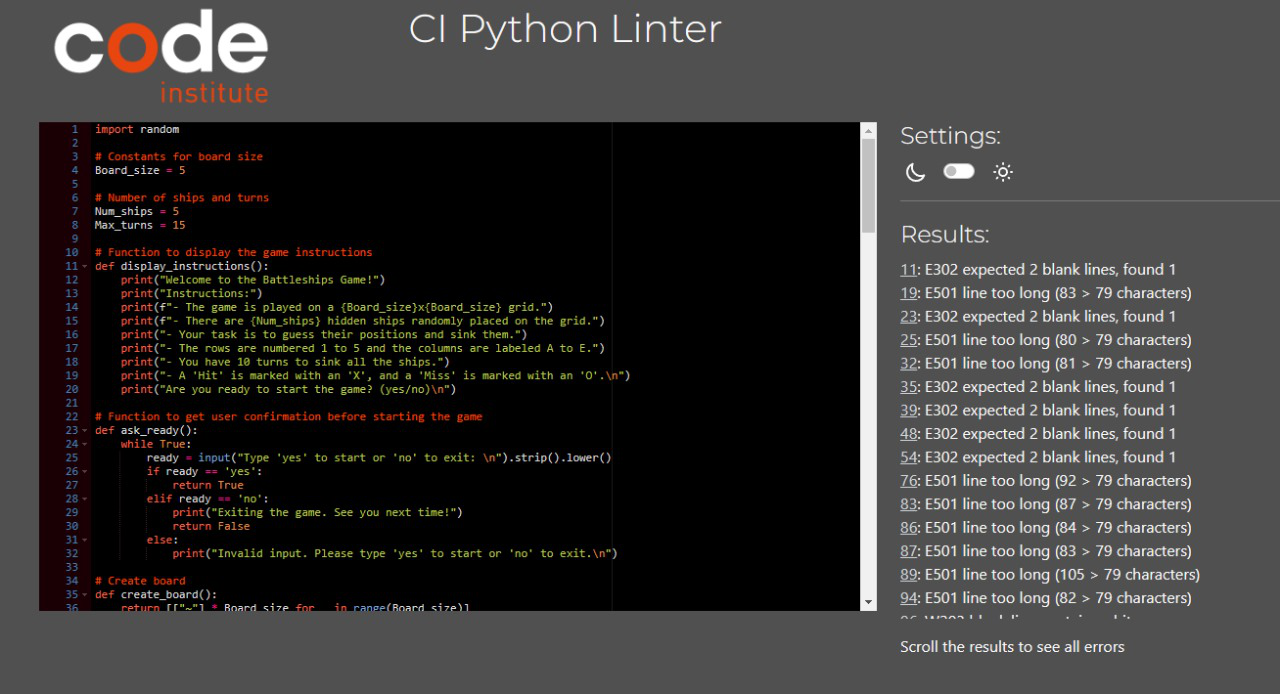 code
institute
CI Python Linter
1 import random
2
3 # Constants for board size
4 Board_size = 5
5
6 # Number of ships and turns
7 Num_ships = 5
8 Max_turns = 15
9
10 # Function to display the game instructions
11 def display_instructions():
12     print("Welcome to the Battleships Game!")
13     print("Instructions:")
14     print(f"- The game is played on a {Board_size}x{Board_size} grid.")
15     print(f"- There are {Num_ships} hidden ships randomly placed on the grid.")
16     print("- Your task is to guess their positions and sink them.")
17     print("- The rows are numbered 1 to 5 and the columns are labeled A to E.")
18     print("- You have 10 turns to sink all the ships.")
19     print("- A 'Hit' is marked with an 'X', and a 'Miss' is marked with an 'O'.\n")
20     print("Are you ready to start the game? (yes/no)\n")
21
22 # Function to get user confirmation before starting the game
23 def ask_ready():
24     while True:
25         ready = input("Type 'yes' to start or 'no' to exit: \n").strip().lower()
26         if ready == 'yes':
27             return True
28         elif ready == 'no':
29             print("Exiting the game. See you next time!")
30             return False
31         else:
32             print("Invalid input. Please type 'yes' to start or 'no' to exit.\n")
33
34 # Create board
35 def create_board():
36     return [["~"] * Board_size for _ in range(Board_size)]
Settings:
Results:
11: E302 expected 2 blank lines, found 1
19: E501 line too long (83 > 79 characters)
23: E302 expected 2 blank lines, found 1
25: E501 line too long (80 > 79 characters)
32: E501 line too long (81 > 79 characters)
35: E302 expected 2 blank lines, found 1
39: E302 expected 2 blank lines, found 1
48: E302 expected 2 blank lines, found 1
54: E302 expected 2 blank lines, found 1
76: E501 line too long (92 > 79 characters)
83: E501 line too long (87 > 79 characters)
86: E501 line too long (84 > 79 characters)
87: E501 line too long (83 > 79 characters)
89: E501 line too long (105 > 79 characters)
94: E501 line too long (82 > 79 characters)
Scroll the results to see all errors